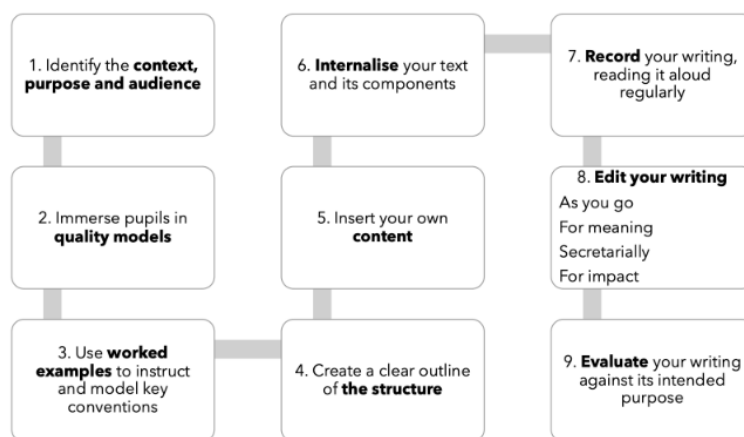 1. Identify the context,
purpose and audience
2. Immerse pupils in
quality models
3. Use worked
examples to instruct
and model key
conventions
4. Create a clear outline
of the structure
5. Insert your own
content
6. Internalise your text
and its components
7. Record your writing,
reading it aloud
regularly
8. Edit your writing
As you go
For meaning
Secretarially
For impact
9. Evaluate your writing
against its intended
purpose